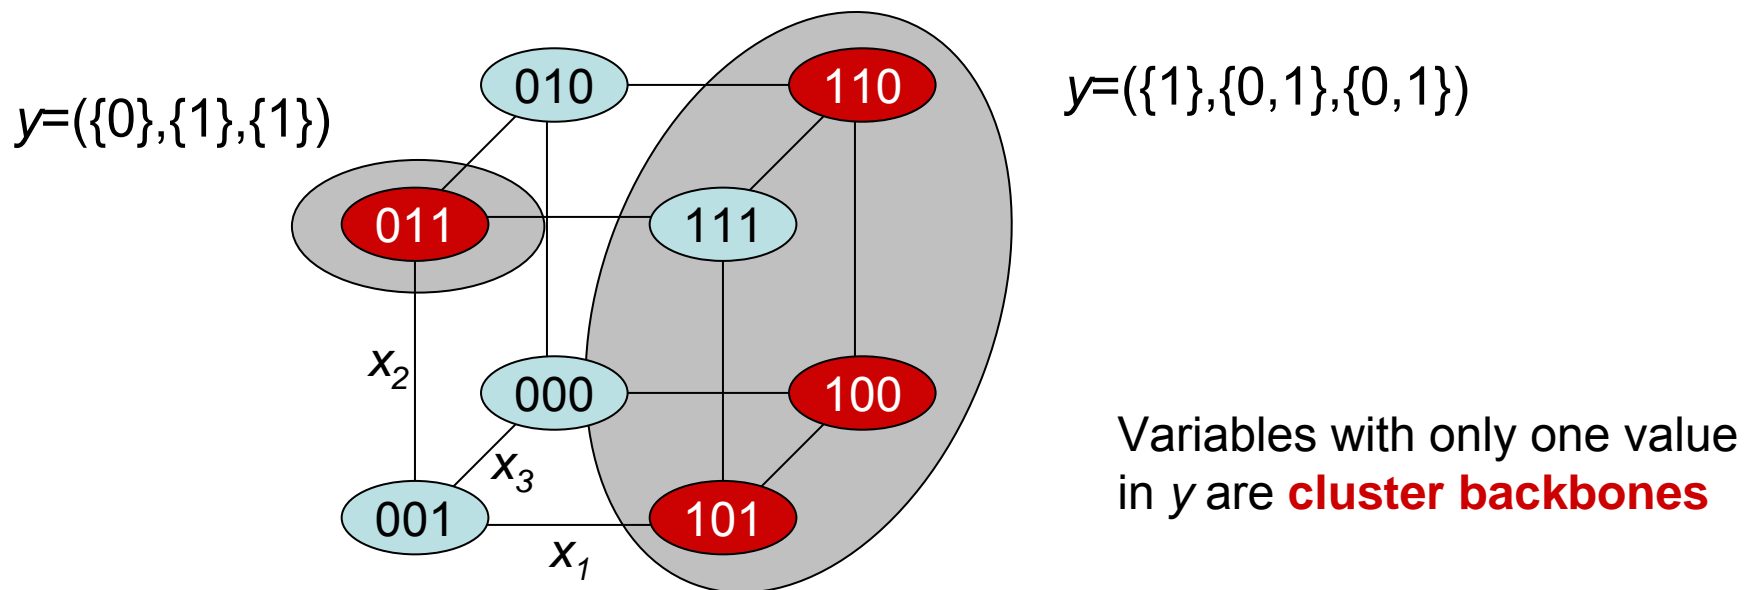 010
110
y=({1},{0,1},{0,1})
y=({0},{1},{1})
011
111
x2
000
100
Variables with only one value
x3
in y are cluster backbones
001
101
x1